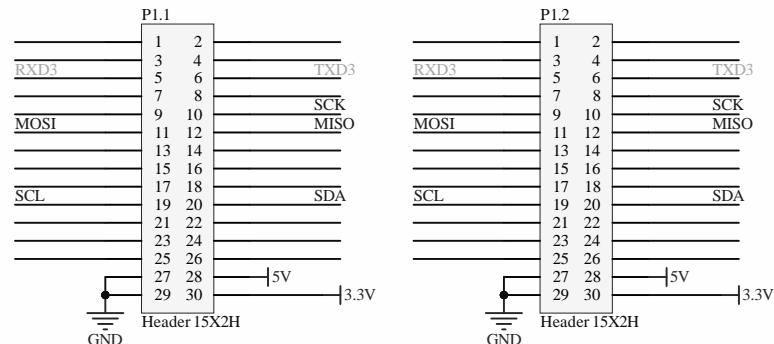 P1.1
1 2
3 4
RXD3 TXD3
5 6
7 8
SCK
9 10
MOSI MISO
11 12
13 14
15 16
17 18
SCL SDA
19 20
21 22
23 24
25 26
27 28 5V
29 30 3.3V
Header 15X2H
GND
P1.2
1 2
3 4
RXD3 TXD3
5 6
7 8
SCK
9 10
MOSI MISO
11 12
13 14
15 16
17 18
SCL SDA
19 20
21 22
23 24
25 26
27 28 5V
29 30 3.3V
Header 15X2H
GND